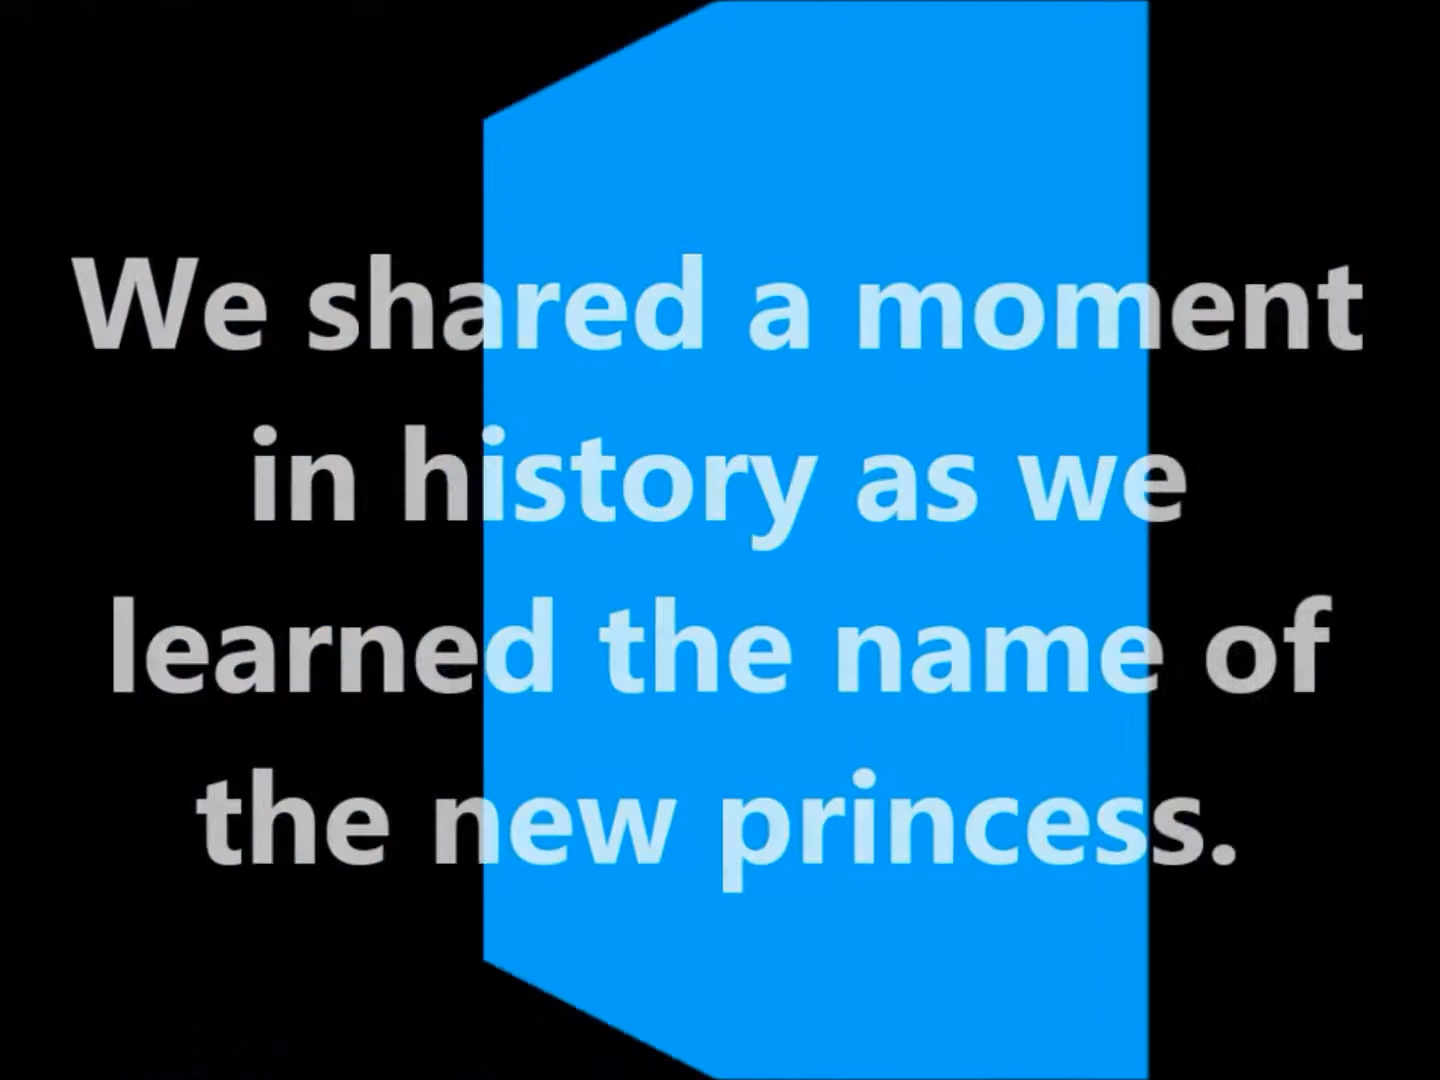 We shared a moment
in history as we
learned the name of
the new princess.